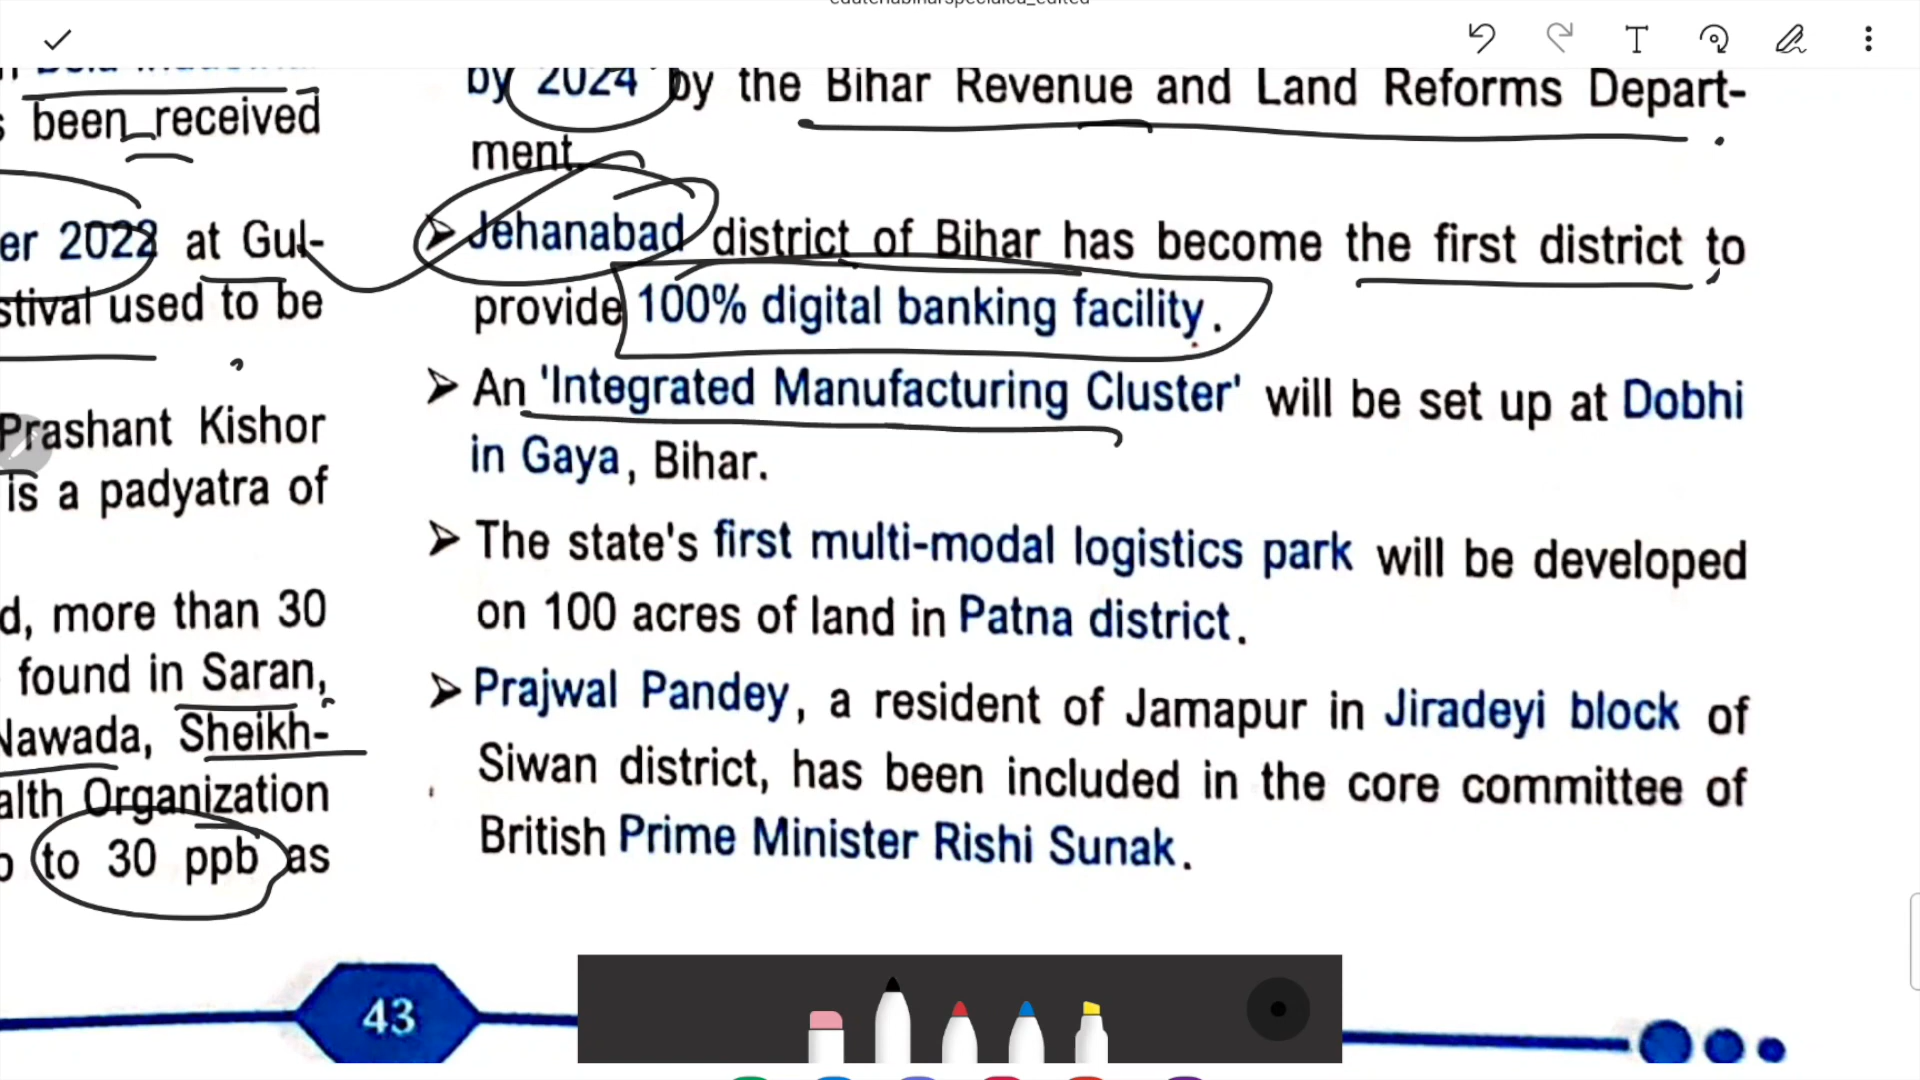 been received
er 2022 at Gul-
stival used to be
Prashant Kishor
is a padyatra of
d, more than 30
found in Saran,
Nawada, Sheikh-
alth Organization
to 30 ppb as
by 2024 by the Bihar Revenue and Land Reforms Depart-
ment
➤ Jehanabad district of Bihar has become the first district to
provide 100% digital banking facility.
➤ An 'Integrated Manufacturing Cluster' will be set up at Dobhi
in Gaya, Bihar.
➤ The state's first multi-modal logistics park will be developed
on 100 acres of land in Patna district.
➤ Prajwal Pandey, a resident of Jamapur in Jiradeyi block of
Siwan district, has been included in the core committee of
British Prime Minister Rishi Sunak.
43